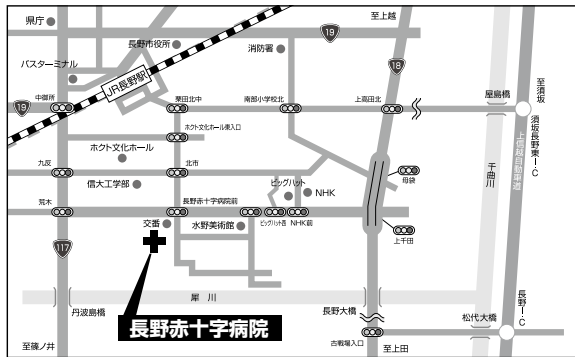 県庁
長野市役所
消防署
至上越
19
18
バスターミナル
JR長野駅
中御所
栗田北中
南部小学校北
上高田北
屋島橋
至須坂
須坂長野東I・C
19
ホクト文化ホール東入口
上信越自動車道
ホクト文化ホール
千曲川
九反
北市
母袋
信大工学部
ビッグハット
NHK
荒木
長野赤十字病院前
交番
水野美術館
ビッグハット西
NHK前
上千田
117
長野赤十字病院
丹波島橋
犀川
長野大橋
長野I・C
松代大橋
古戦場入口
至篠ノ井
至上田